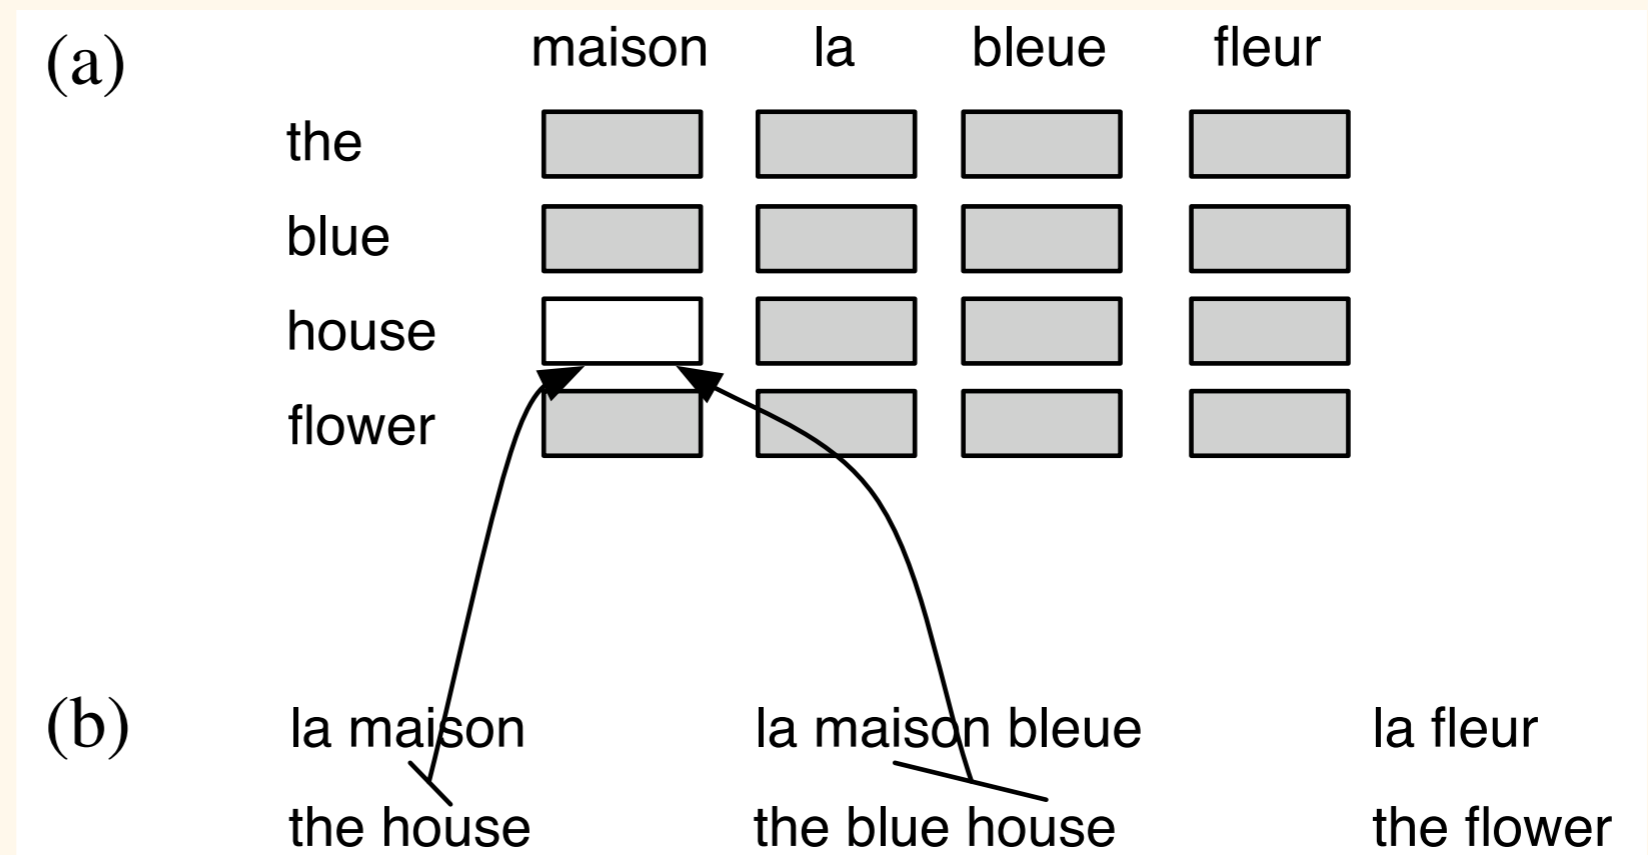 (a) maison la bleue fleur
the
blue
house
flower
(b) la maison la maison bleue la fleur
the house the blue house the flower